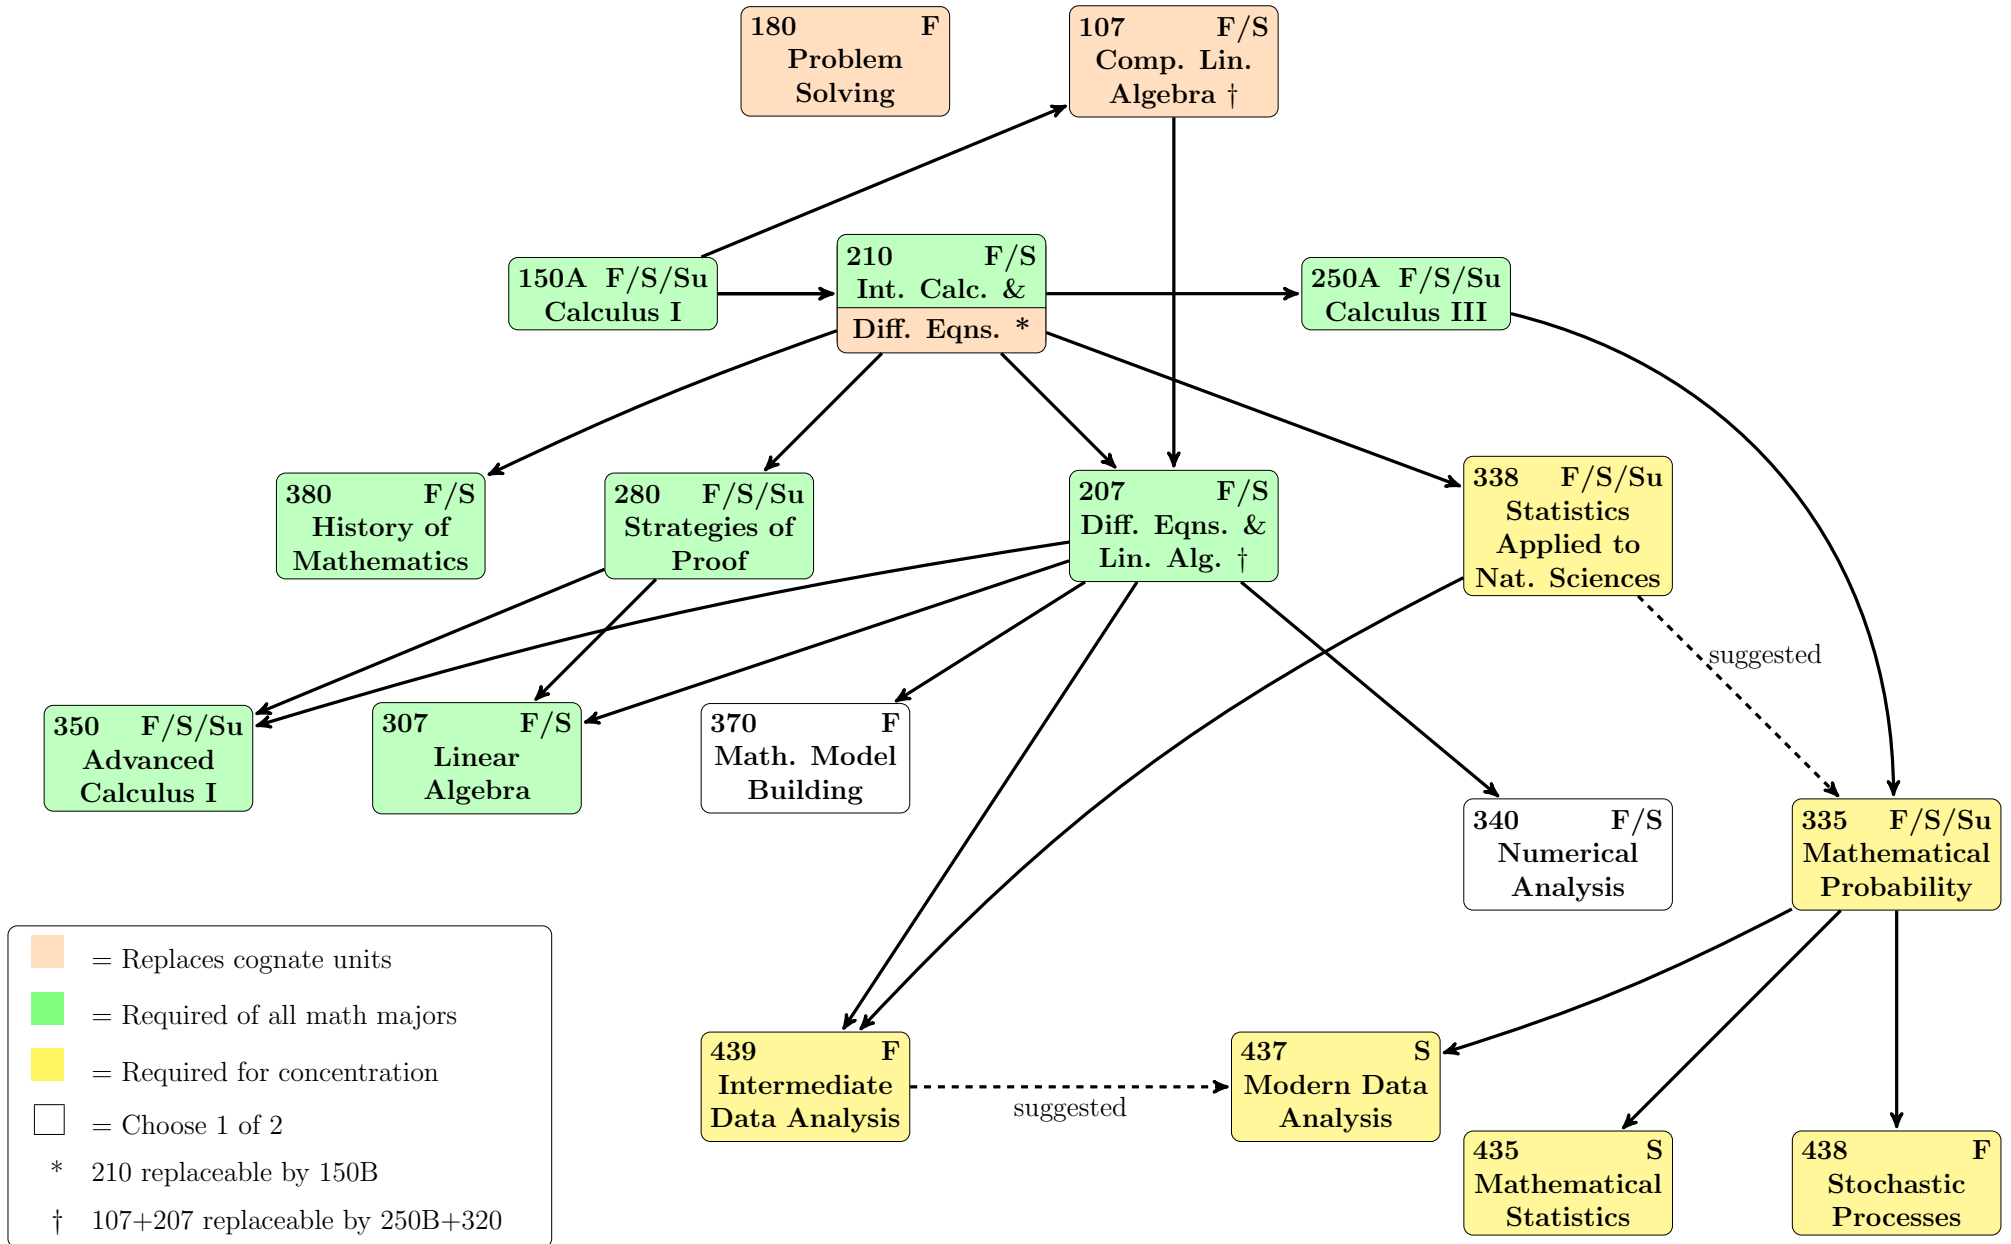 180 F
Problem
Solving
107 F/S
Comp. Lin.
Algebra †
150A F/S/Su
Calculus I
210 F/S
Int. Calc. &
Diff. Eqns. *
250A F/S/Su
Calculus III
380 F/S
History of
Mathematics
280 F/S/Su
Strategies of
Proof
207 F/S
Diff. Eqns. &
Lin. Alg. †
338 F/S/Su
Statistics
Applied to
Nat. Sciences
suggested
350 F/S/Su
Advanced
Calculus I
307 F/S
Linear
Algebra
370 F
Math. Model
Building
340 F/S
Numerical
Analysis
335 F/S/Su
Mathematical
Probability
439 F
Intermediate
Data Analysis
suggested
437 S
Modern Data
Analysis
435 S
Mathematical
Statistics
438 F
Stochastic
Processes
= Replaces cognate units
= Required of all math majors
= Required for concentration
= Choose 1 of 2
* 210 replaceable by 150B
† 107+207 replaceable by 250B+320